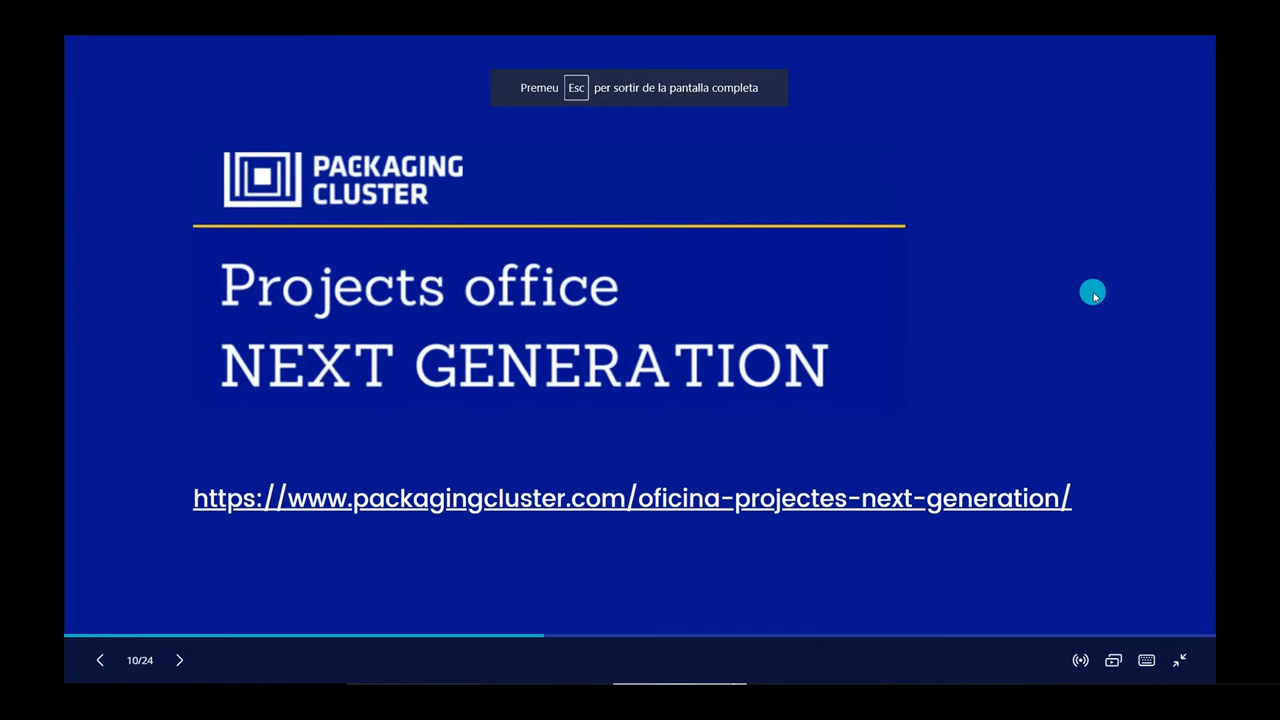 Premeu Esc per sortir de la pantalla completa
PACKAGING
CLUSTER
Projects office
NEXT GENERATION
https://www.packagingcluster.com/oficina-projectes-next-generation/
10/24